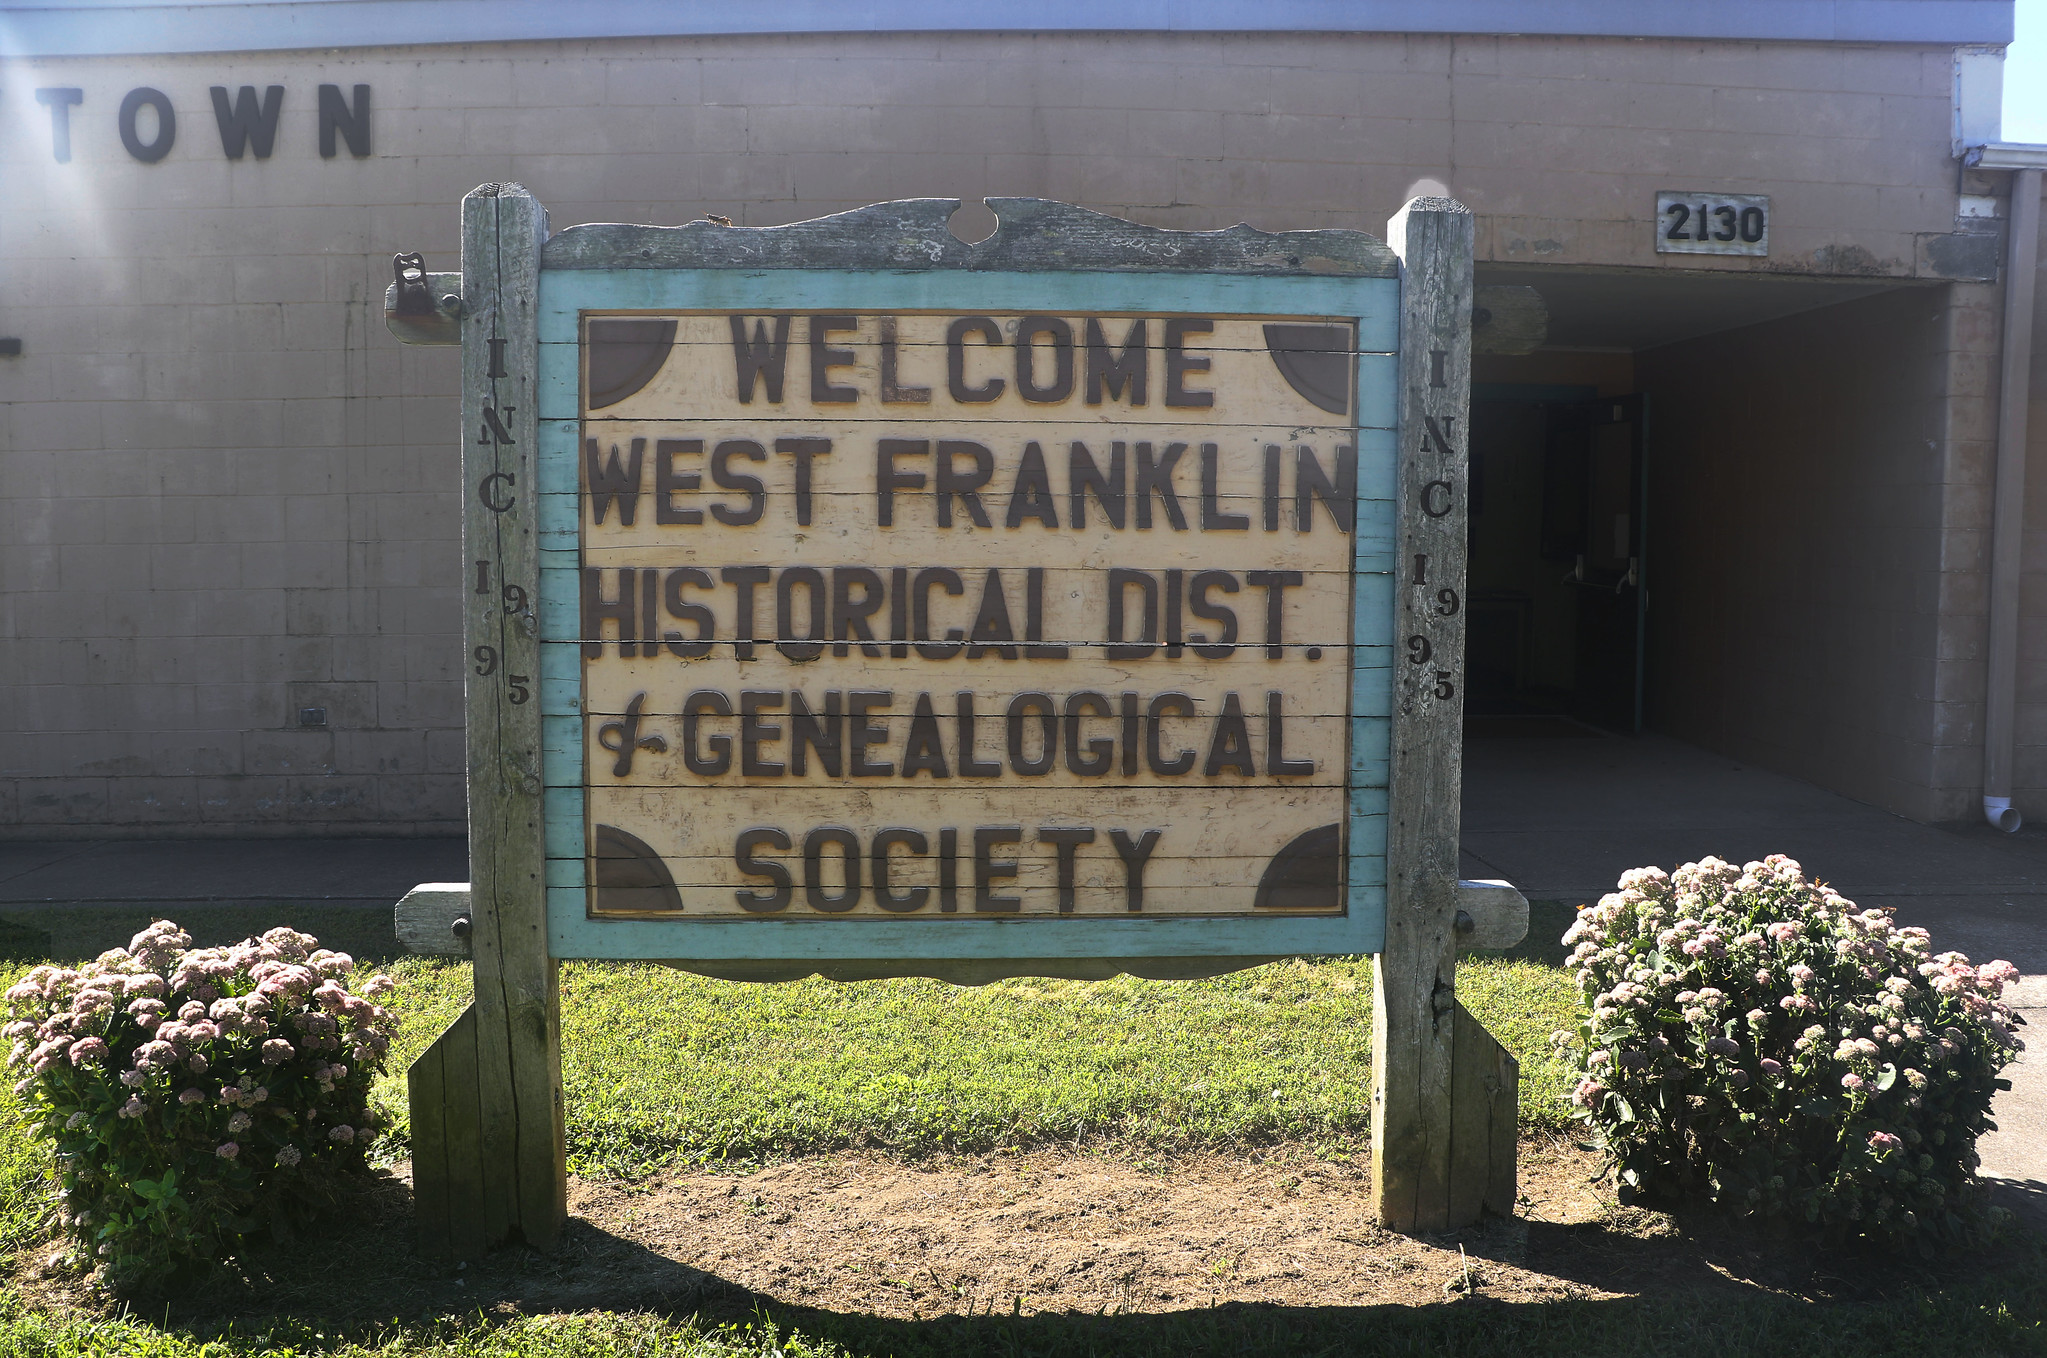 TOWN
2130
WELCOME
WEST FRANKLIN
HISTORICAL DIST.
& GENEALOGICAL
SOCIETY
INC 1995
INC 1995